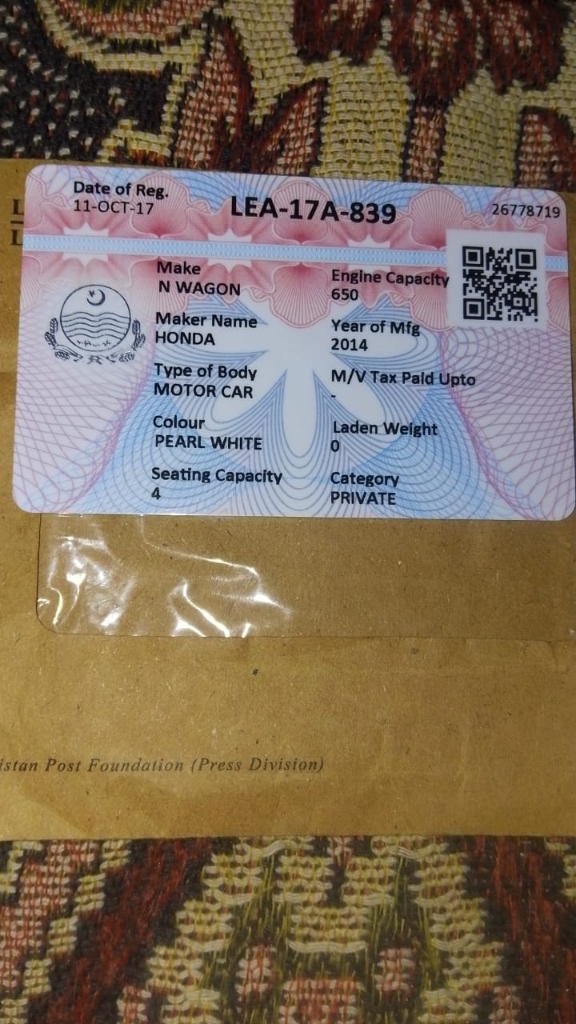 Date of Reg.
11-OCT-17
LEA-17A-839
26778719
Make
N WAGON
Engine Capacity
650
Maker Name
HONDA
Year of Mfg
2014
Type of Body
MOTOR CAR
M/V Tax Paid Upto
-
Colour
PEARL WHITE
Laden Weight
0
Seating Capacity
4
Category
PRIVATE
istan Post Foundation (Press Division)